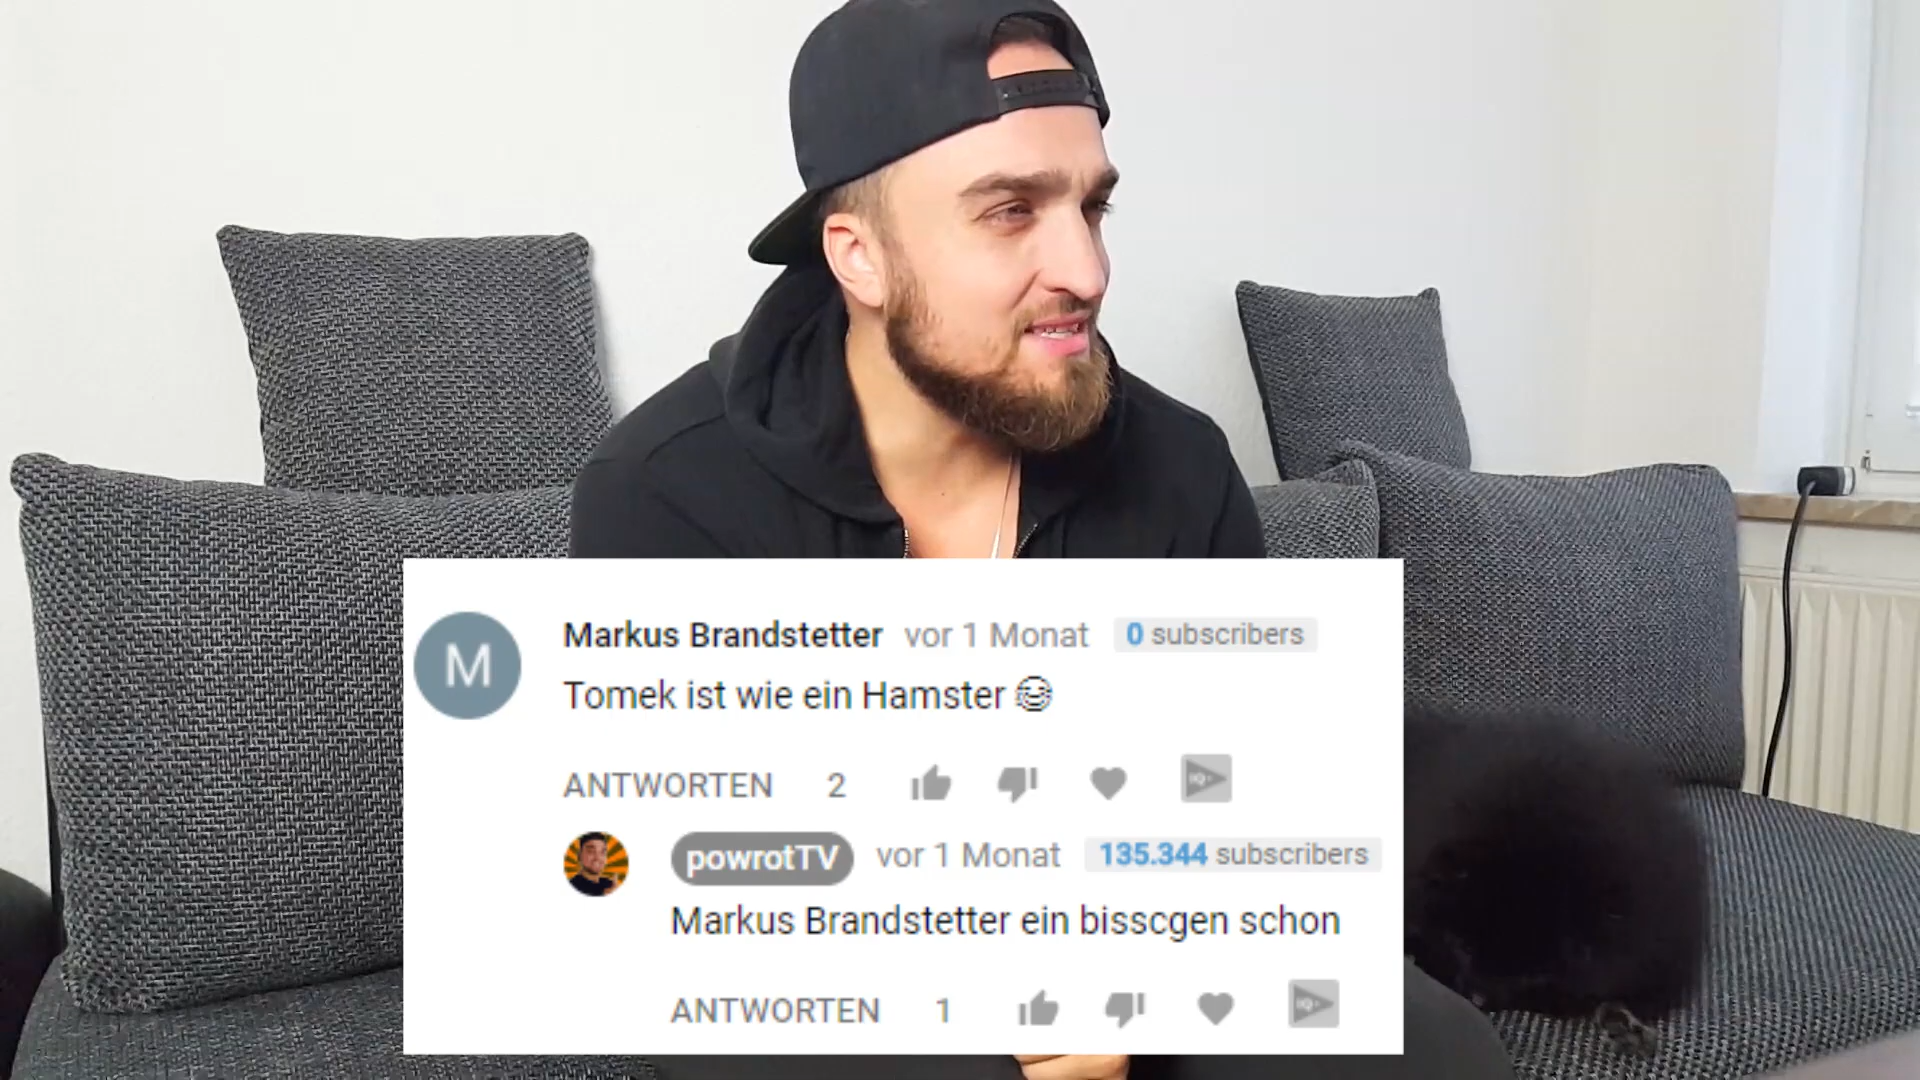 M
Markus Brandstetter vor 1 Monat 0 subscribers
Tomek ist wie ein Hamster 😂
ANTWORTEN 2
powrotTV vor 1 Monat 135.344 subscribers
Markus Brandstetter ein bisscgen schon
ANTWORTEN 1